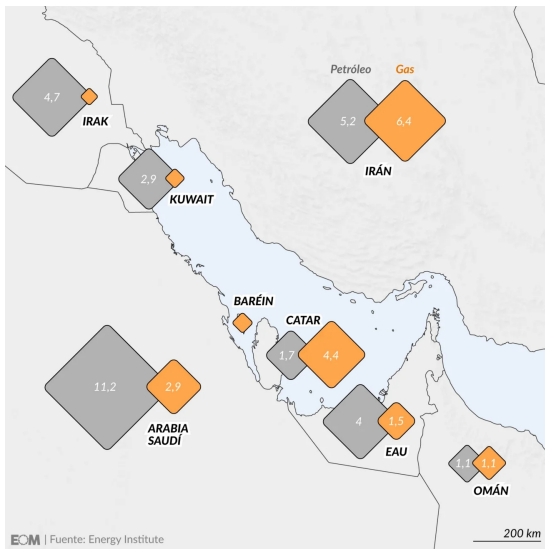 Petróleo Gas
4,7
IRAK
5,2 6,4
IRÁN
2,9
KUWAIT
BARÉIN
CATAR
1,7 4,4
11,2 2,9
ARABIA
SAUDÍ
4 1,5
EAU
1,1 1,1
OMÁN
200 km
EOM | Fuente: Energy Institute